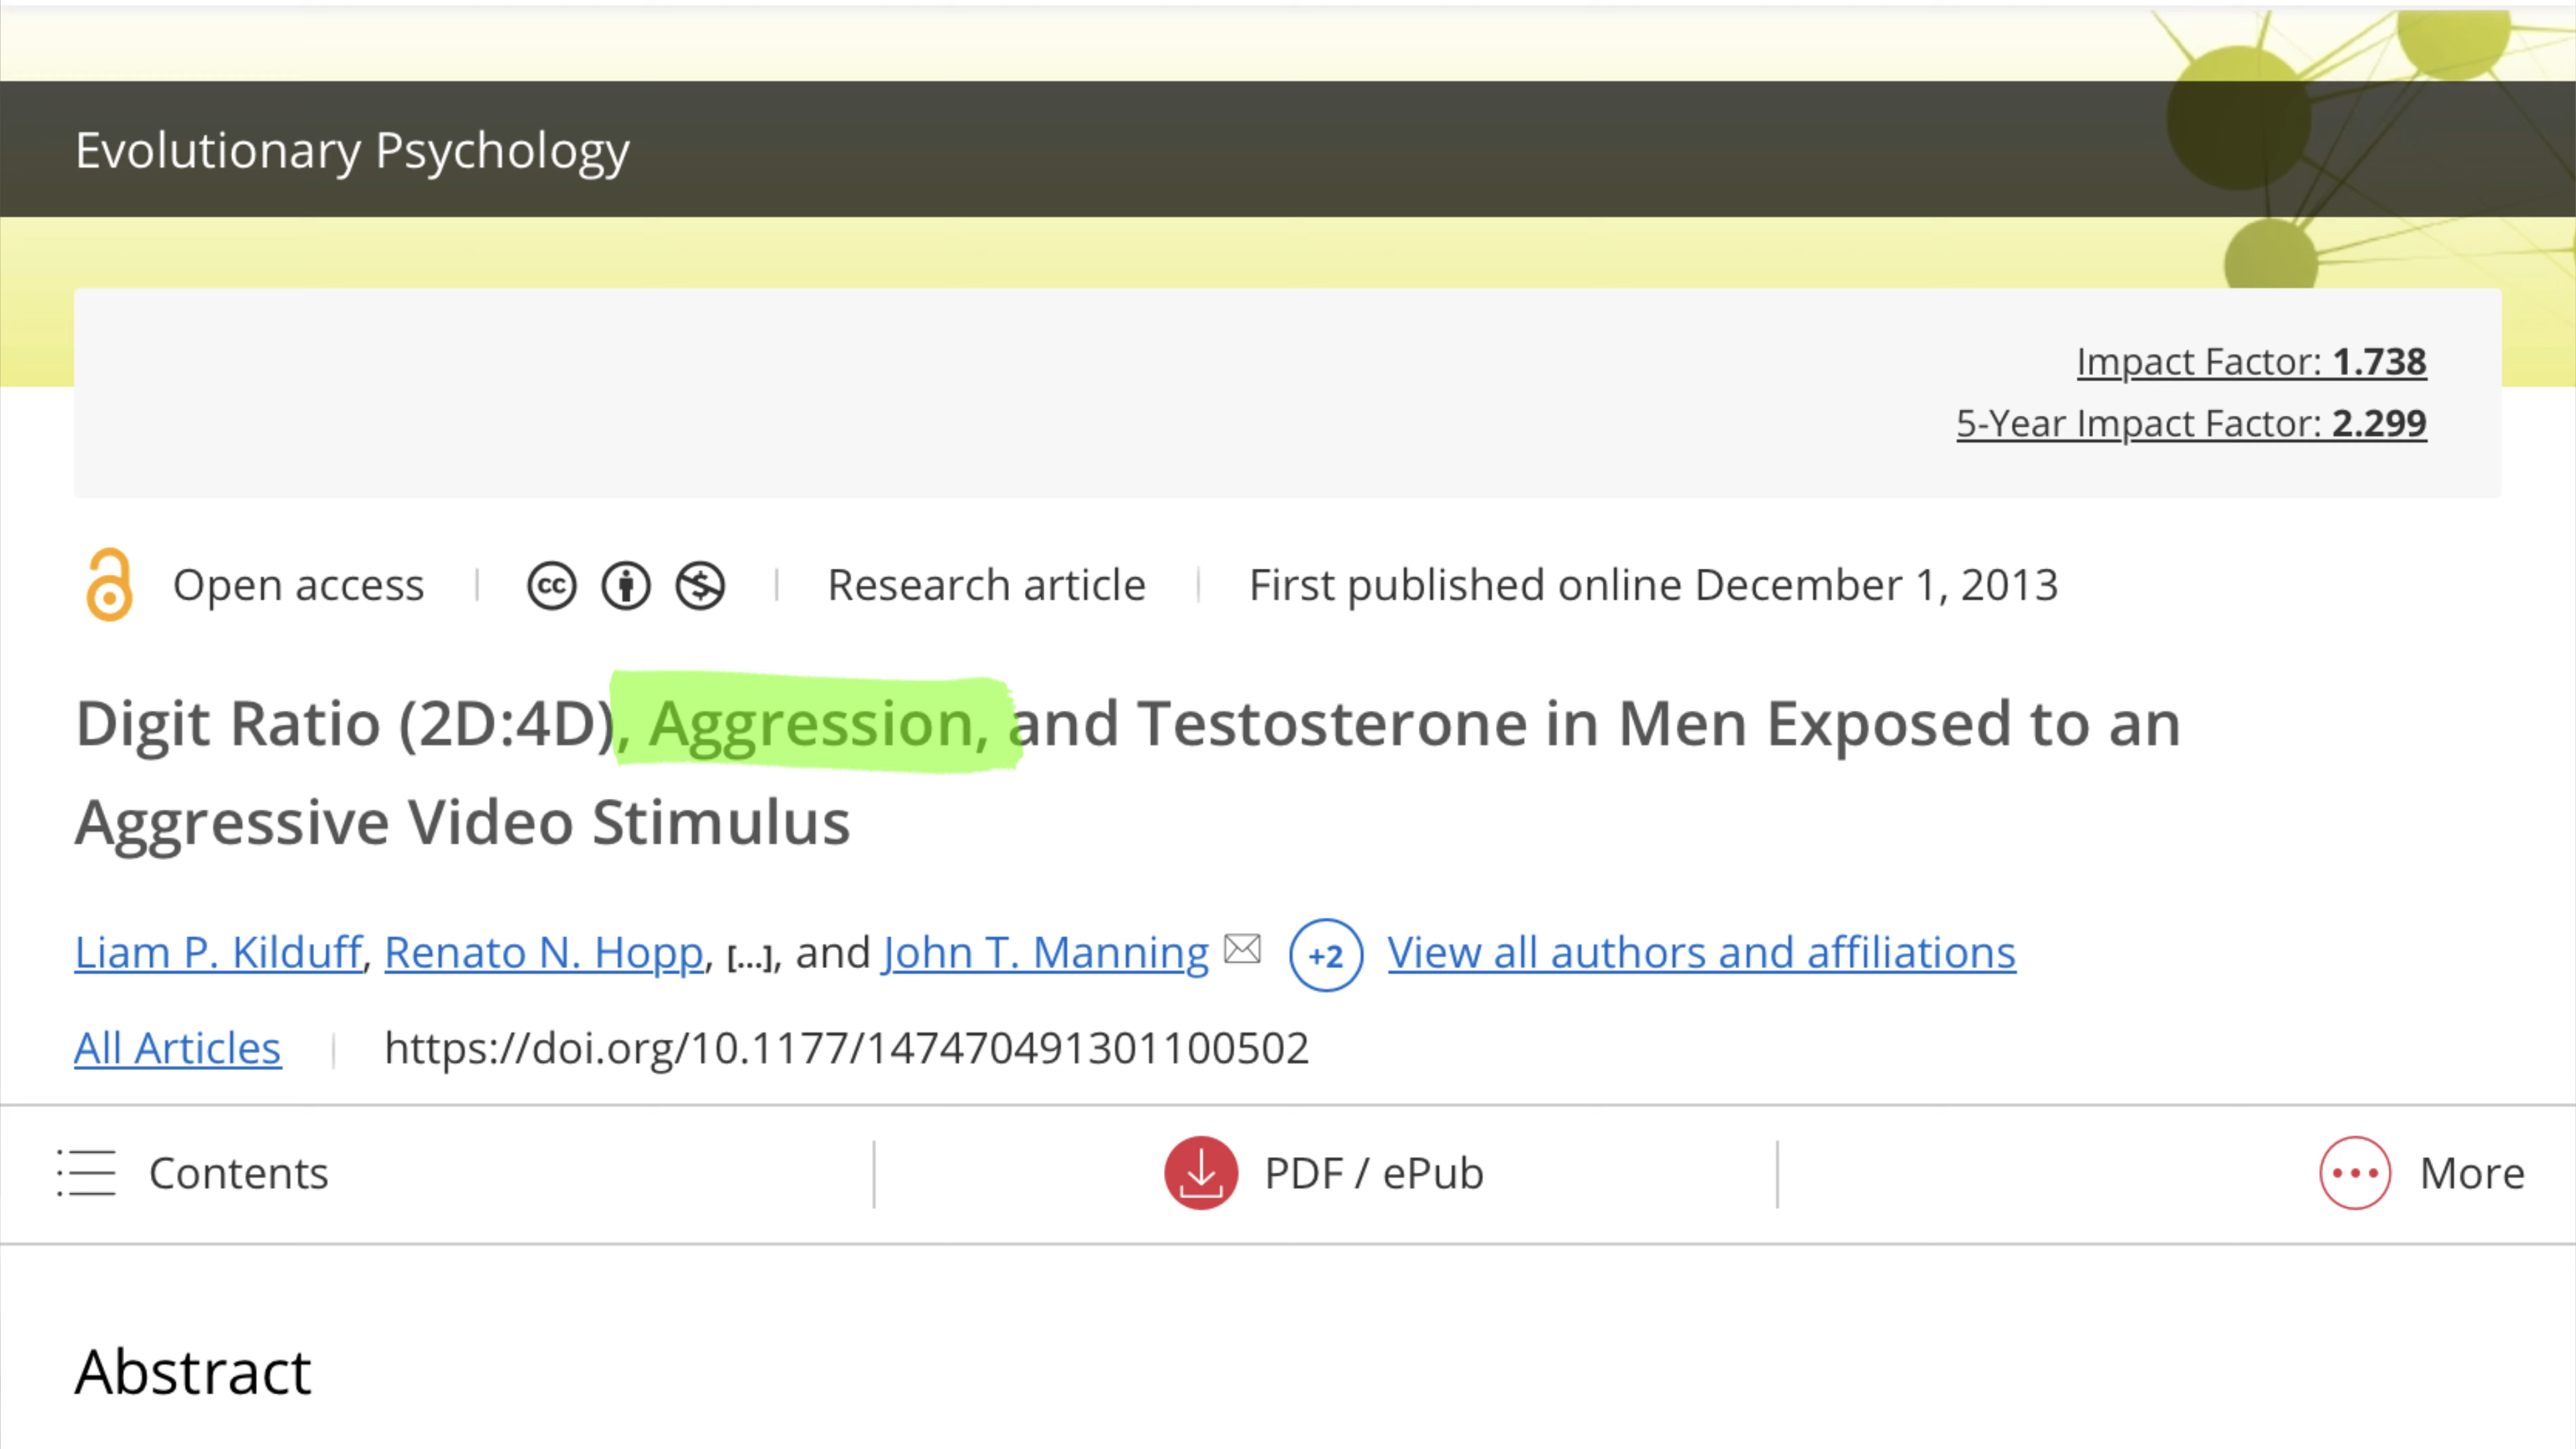 Evolutionary Psychology
Impact Factor: 1.738
5-Year Impact Factor: 2.299
Open access | cc | Research article | First published online December 1, 2013
Digit Ratio (2D:4D), Aggression, and Testosterone in Men Exposed to an
Aggressive Video Stimulus
Liam P. Kilduff, Renato N. Hopp, [...], and John T. Manning +2 View all authors and affiliations
All Articles | https://doi.org/10.1177/147470491301100502
Contents | PDF / ePub | More
Abstract